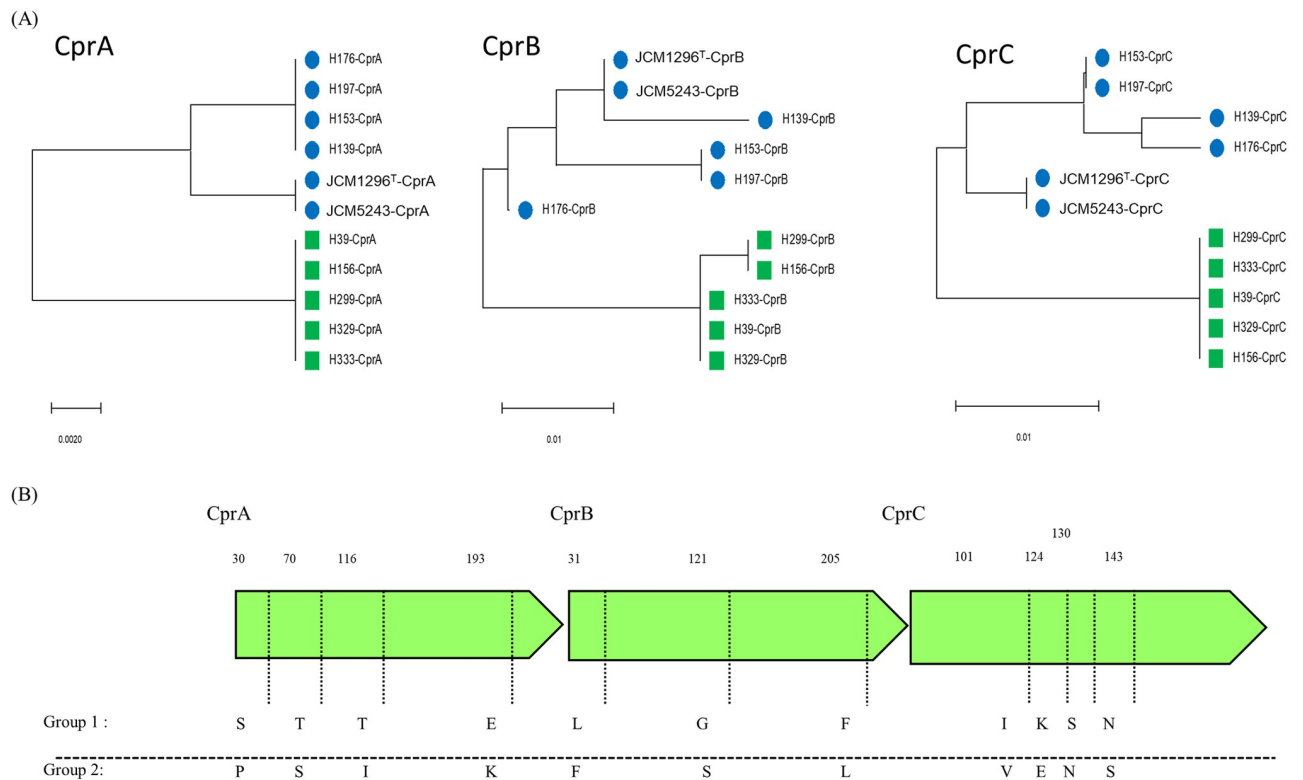 (A)
CprA
H176-CprA
H197-CprA
H153-CprA
H139-CprA
JCM1296ᵀ-CprA
JCM5243-CprA
H39-CprA
H156-CprA
H299-CprA
H329-CprA
H333-CprA
0.0020
CprB
JCM1296ᵀ-CprB
JCM5243-CprB
H139-CprB
H153-CprB
H197-CprB
H176-CprB
H299-CprB
H156-CprB
H333-CprB
H39-CprB
H329-CprB
0.01
CprC
H153-CprC
H197-CprC
H139-CprC
H176-CprC
JCM1296ᵀ-CprC
JCM5243-CprC
H299-CprC
H333-CprC
H39-CprC
H329-CprC
H156-CprC
0.01
(B)
CprA CprB CprC
30 70 116 193 31 121 205 101 124 130 143
Group 1 : S T T E L G F I K S N
Group 2: P S I K F S L V E N S